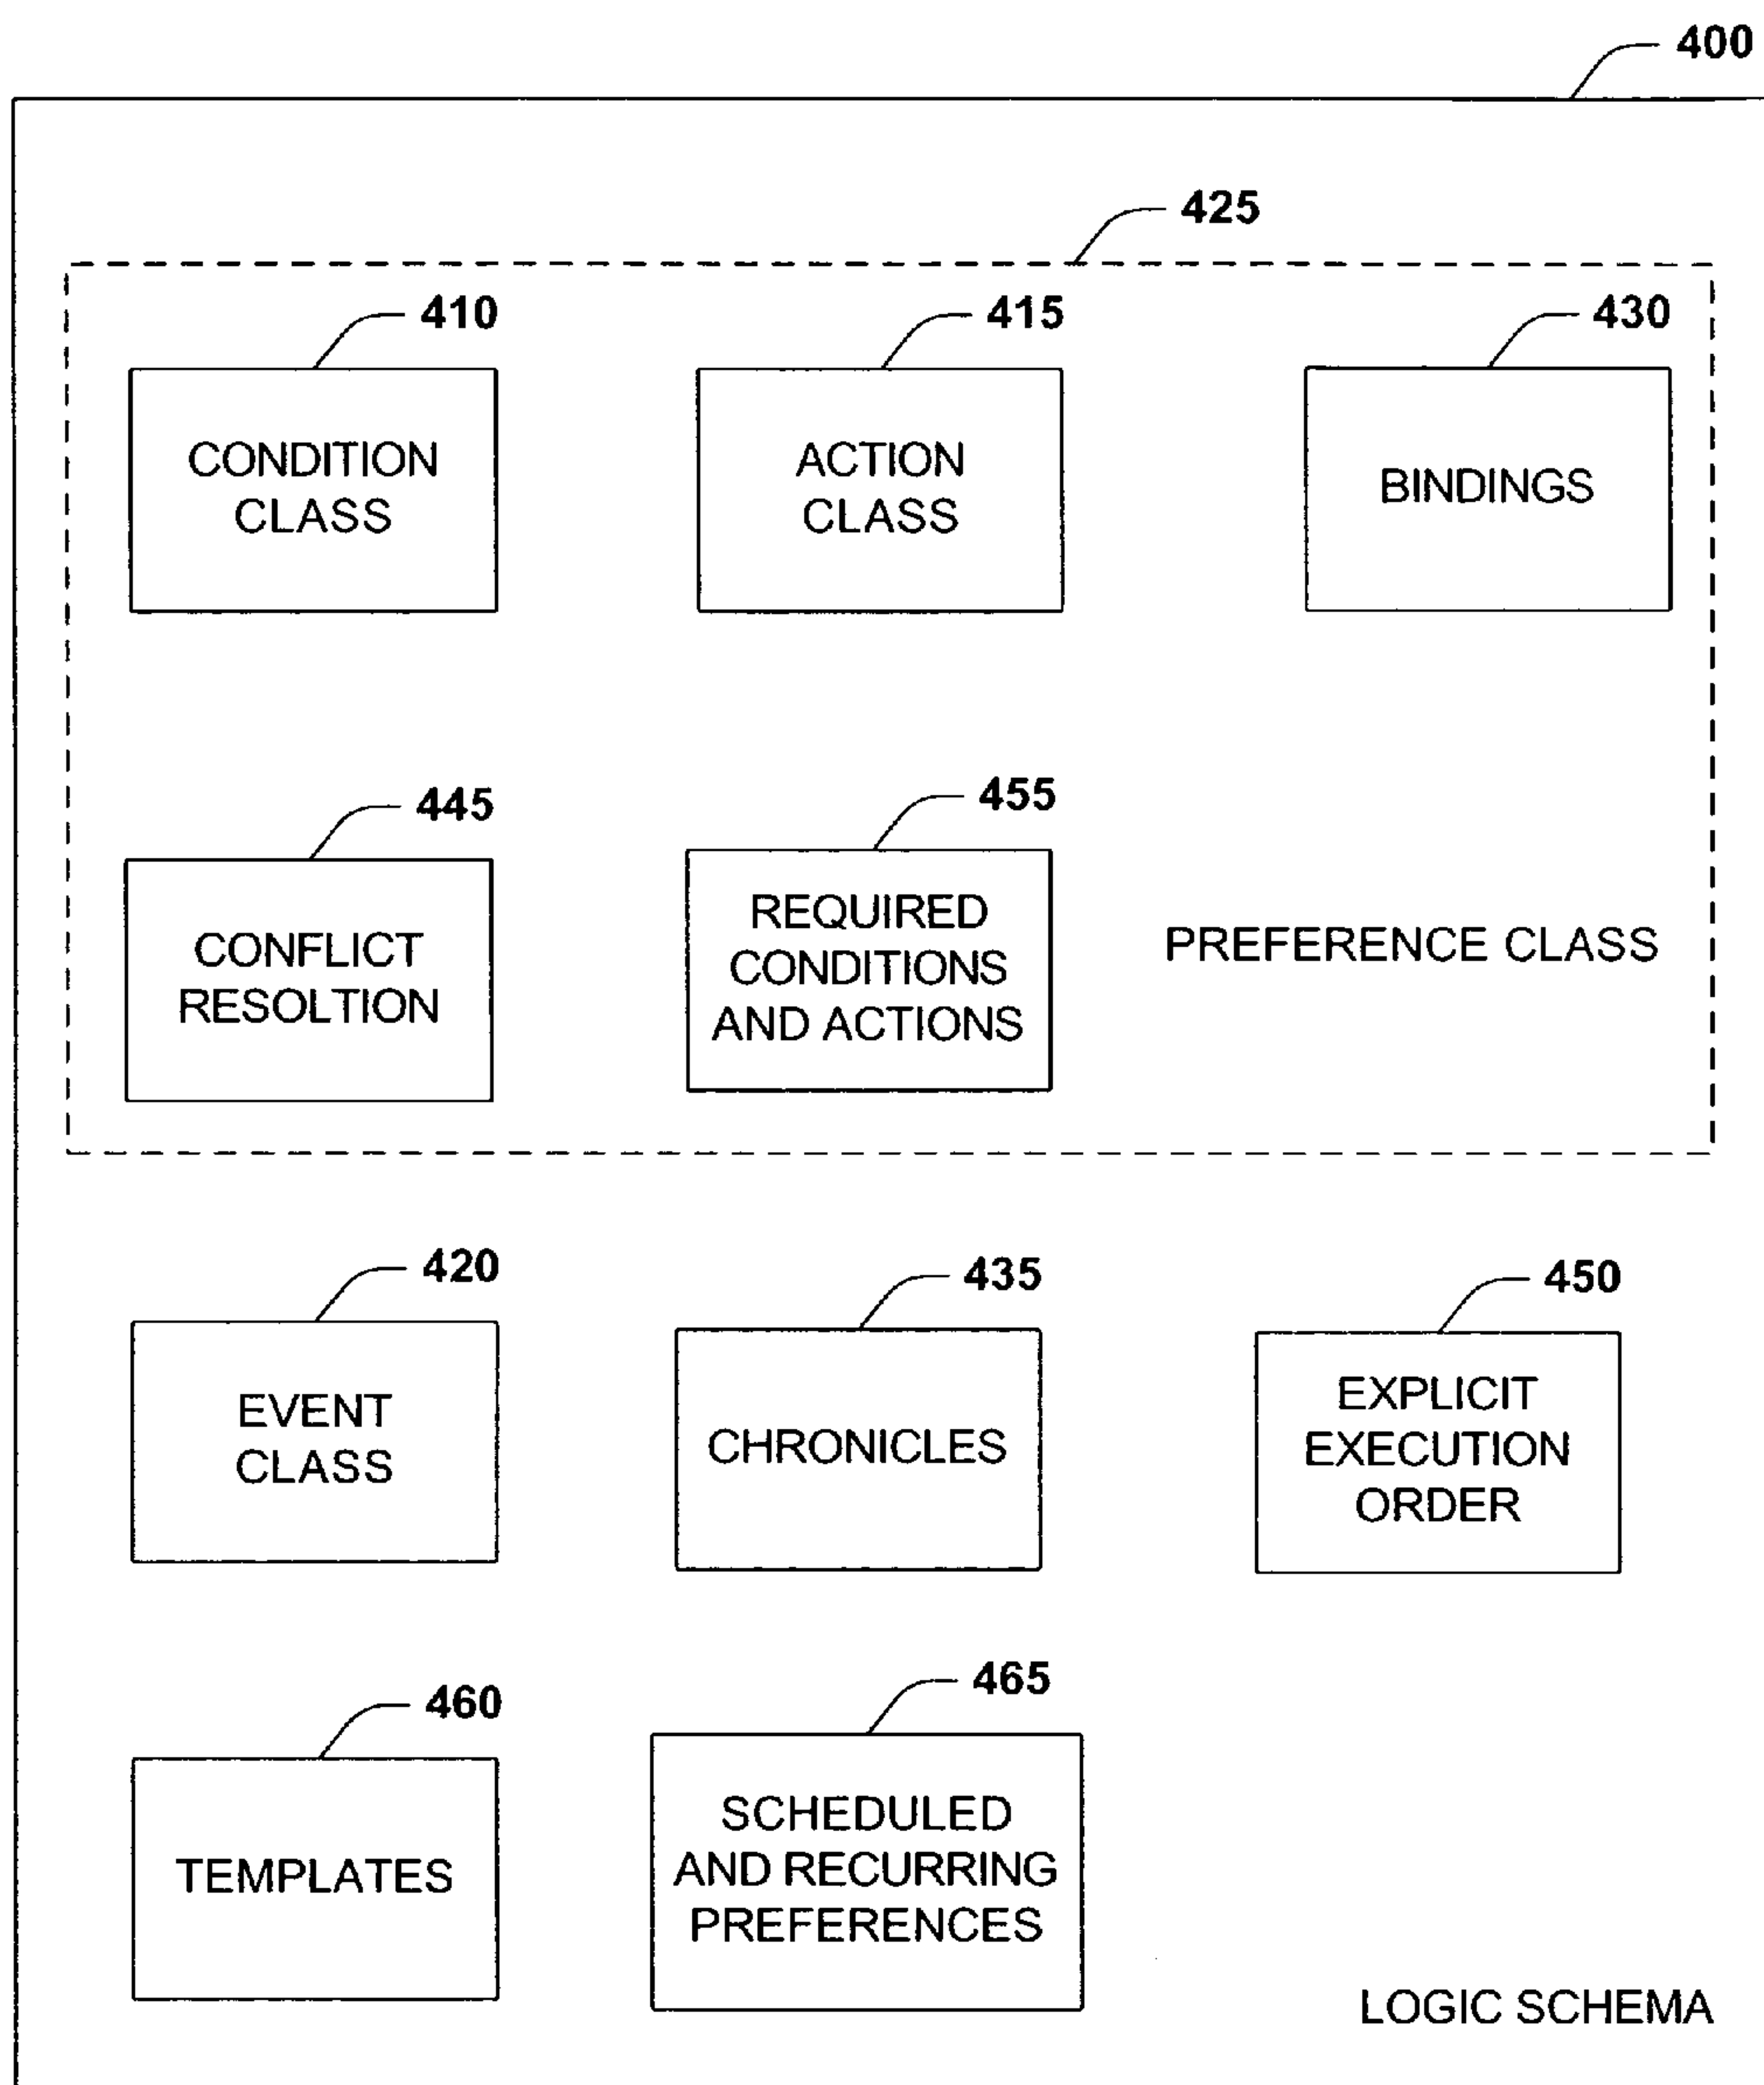 400
425
410
415
430
CONDITION
CLASS
ACTION
CLASS
BINDINGS
445
455
CONFLICT
RESOLTION
REQUIRED
CONDITIONS
AND ACTIONS
PREFERENCE CLASS
420
435
450
EVENT
CLASS
CHRONICLES
EXPLICIT
EXECUTION
ORDER
460
465
TEMPLATES
SCHEDULED
AND RECURRING
PREFERENCES
LOGIC SCHEMA